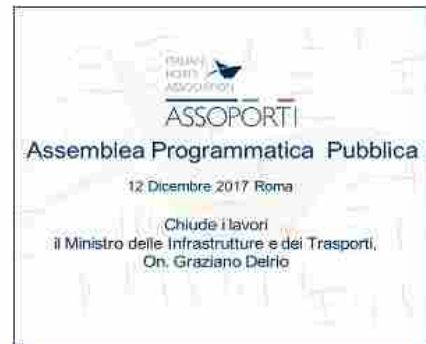 ITALIAN
PORTS
ASSOCIATION
ASSOPORTI
Assemblea Programmatica Pubblica
12 Dicembre 2017 Roma
Chiude i lavori
il Ministro delle Infrastrutture e dei Trasporti,
On. Graziano Delrio